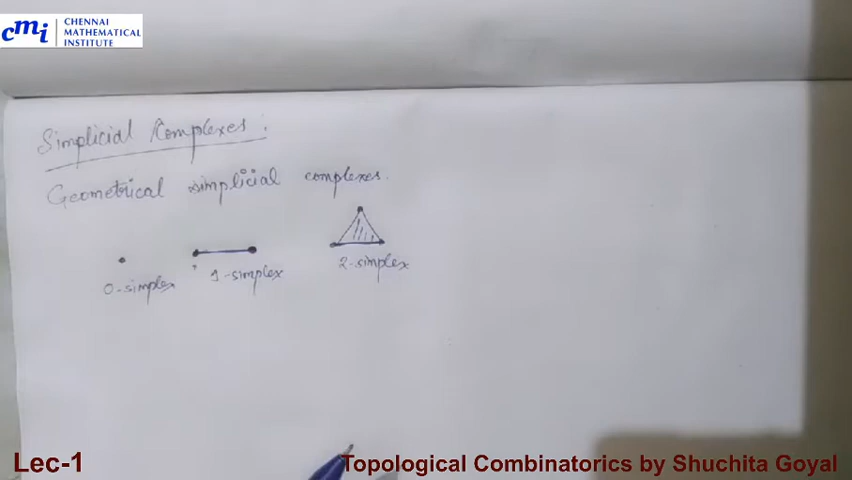 cmi CHENNAI
MATHEMATICAL
INSTITUTE
Simplicial Complexes :
Geometrical simplicial complexes.
0-simplex 1-simplex 2-simplex
Lec-1 Topological Combinatorics by Shuchita Goyal